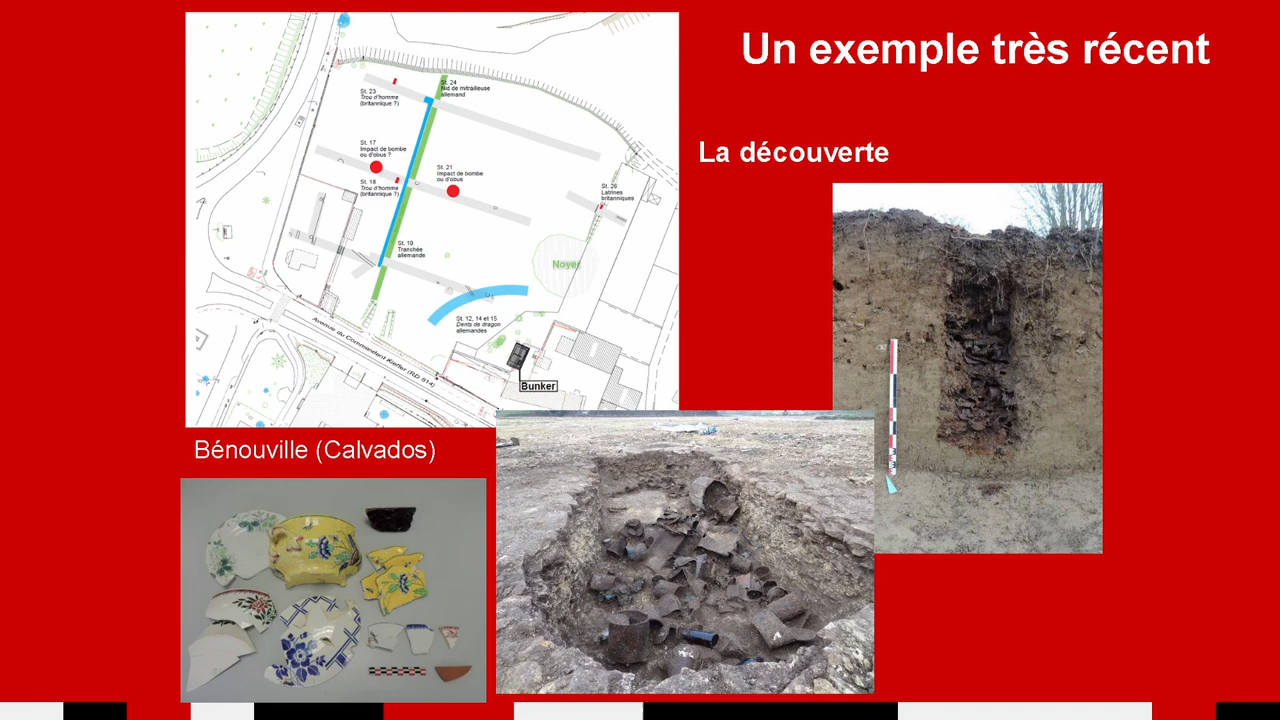 Un exemple très récent
La découverte
St. 24
Nid de mitrailleuse
allemand
St. 23
Trou d'homme
(britannique ?)
St. 17
Impact de bombe
ou d'obus ?
St. 18
Trou d'homme
(britannique ?)
St. 21
Impact de bombe
ou d'obus
St. 26
Latrines
britanniques
St. 10
Tranchée
allemande
Noyer
St. 12, 14 et 15
Dents de dragon
allemandes
Avenue du Commandant Kieffer (RD 514)
Bunker
Bénouville (Calvados)